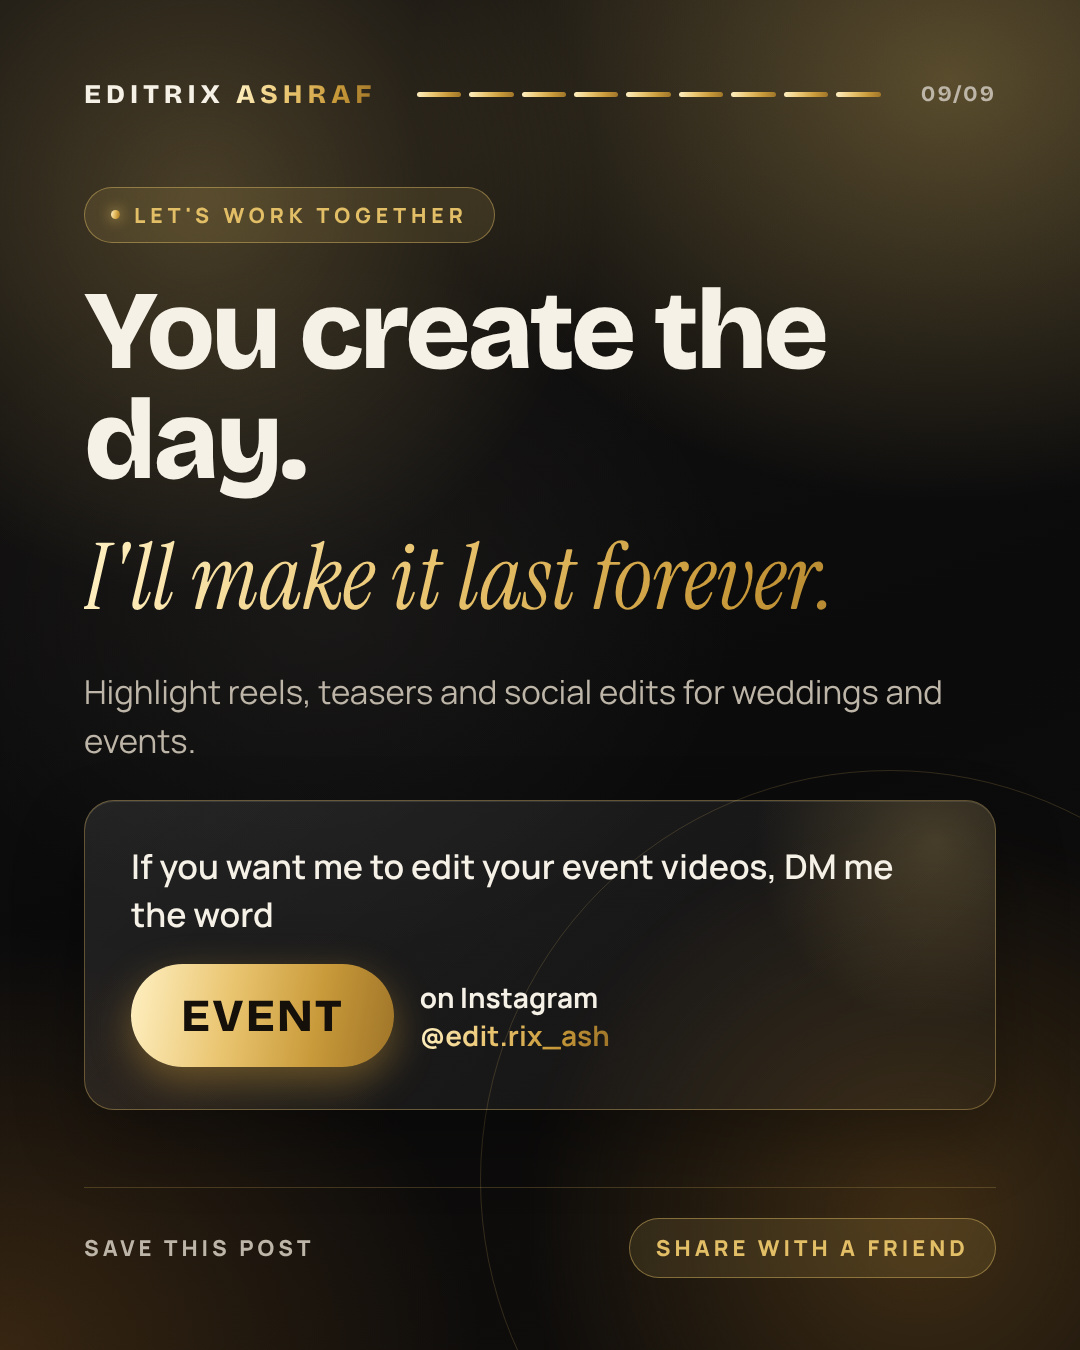 EDITRIX ASHRAF
09/09
LET'S WORK TOGETHER
You create the
day.
I'll make it last forever.
Highlight reels, teasers and social edits for weddings and
events.
If you want me to edit your event videos, DM me
the word
EVENT
on Instagram
@edit.rix_ash
SAVE THIS POST
SHARE WITH A FRIEND